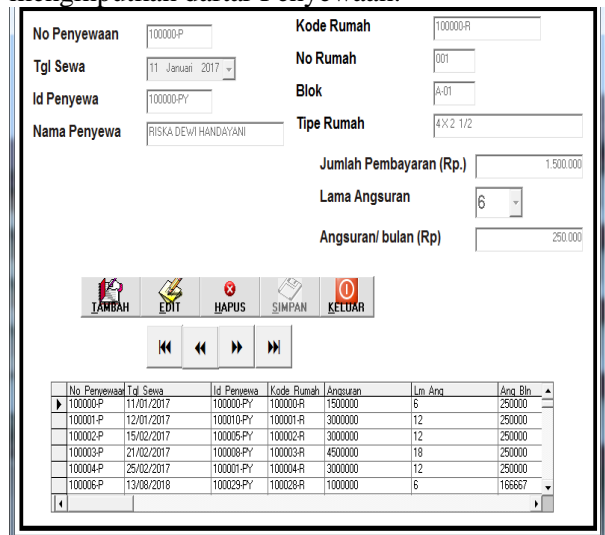 menginputkan daftar Penyewaan.
No Penyewaan 100000-P
Tgl Sewa 11 Januari 2017
Id Penyewa 100000-PY
Nama Penyewa RISKA DEWI HANDAYANI
Kode Rumah 100000-R
No Rumah 001
Blok A-01
Tipe Rumah 4X2 1/2
Jumlah Pembayaran (Rp.) 1.500.000
Lama Angsuran 6
Angsuran/ bulan (Rp) 250.000
TAMBAH EDIT HAPUS SIMPAN KELUAR
No Penyewaar Tgl Sewa Id Penyewa Kode Rumah Angsuran Lm Ang Ang Bln
100000-P 11/01/2017 100000-PY 100000-R 1500000 6 250000
100001-P 12/01/2017 100010-PY 100001-R 3000000 12 250000
100002-P 15/02/2017 100005-PY 100002-R 3000000 12 250000
100003-P 21/02/2017 100008-PY 100003-R 4500000 18 250000
100004-P 25/02/2017 100001-PY 100004-R 3000000 12 250000
100006-P 13/08/2018 100029-PY 100028-R 1000000 6 166667